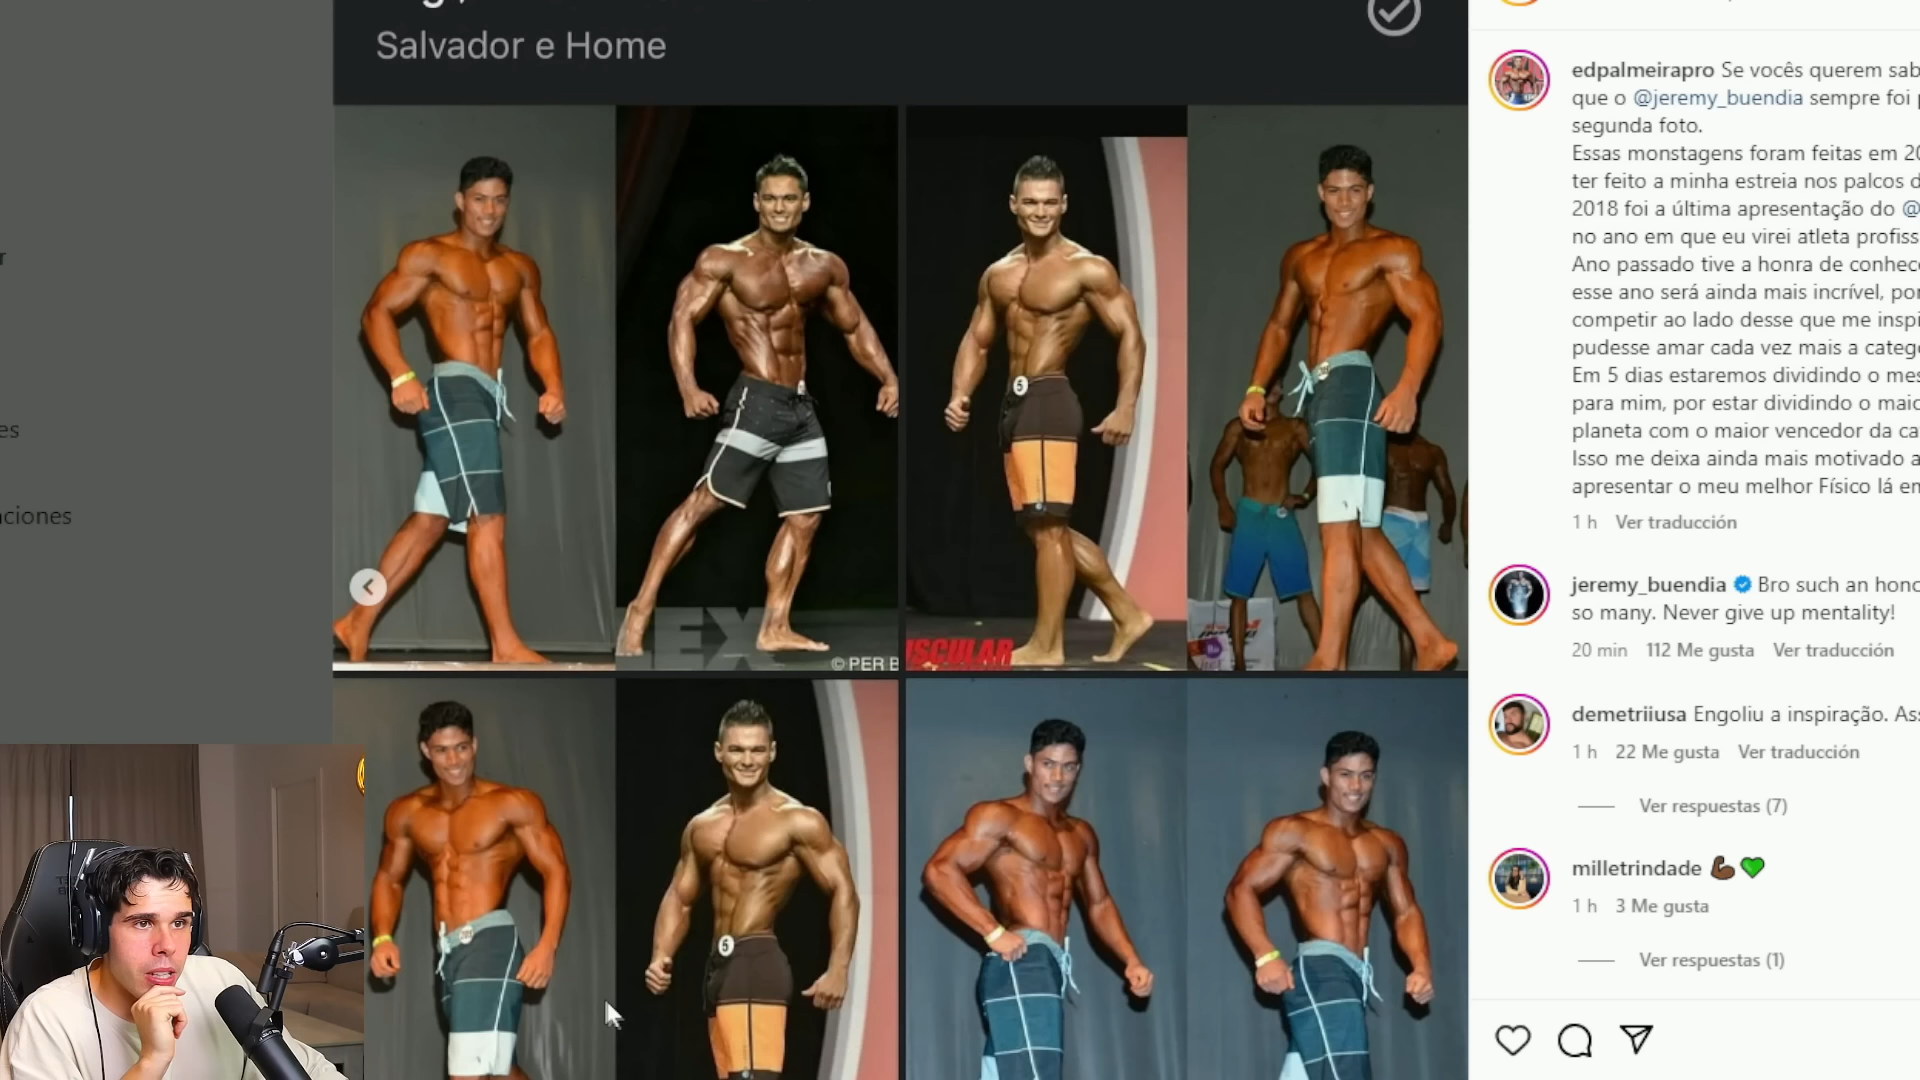 Salvador e Home
r
es
ciones
5
USCULAR
EX
© PER B
5
edpalmeirapro Se vocês querem sab
que o @jeremy_buendia sempre foi p
segunda foto.
Essas monstagens foram feitas em 20
ter feito a minha estreia nos palcos d
2018 foi a última apresentação do @
no ano em que eu virei atleta profiss
Ano passado tive a honra de conhece
esse ano será ainda mais incrível, por
competir ao lado desse que me inspi
pudesse amar cada vez mais a catego
Em 5 dias estaremos dividindo o mes
para mim, por estar dividindo o maio
planeta com o maior vencedor da ca
Isso me deixa ainda mais motivado a
apresentar o meu melhor Físico lá em
1 h Ver traducción
jeremy_buendia Bro such an hono
so many. Never give up mentality!
20 min 112 Me gusta Ver traducción
demetriiusa Engoliu a inspiração. Ass
1 h 22 Me gusta Ver traducción
Ver respuestas (7)
milletrindade 💪🏿💚
1 h 3 Me gusta
Ver respuestas (1)